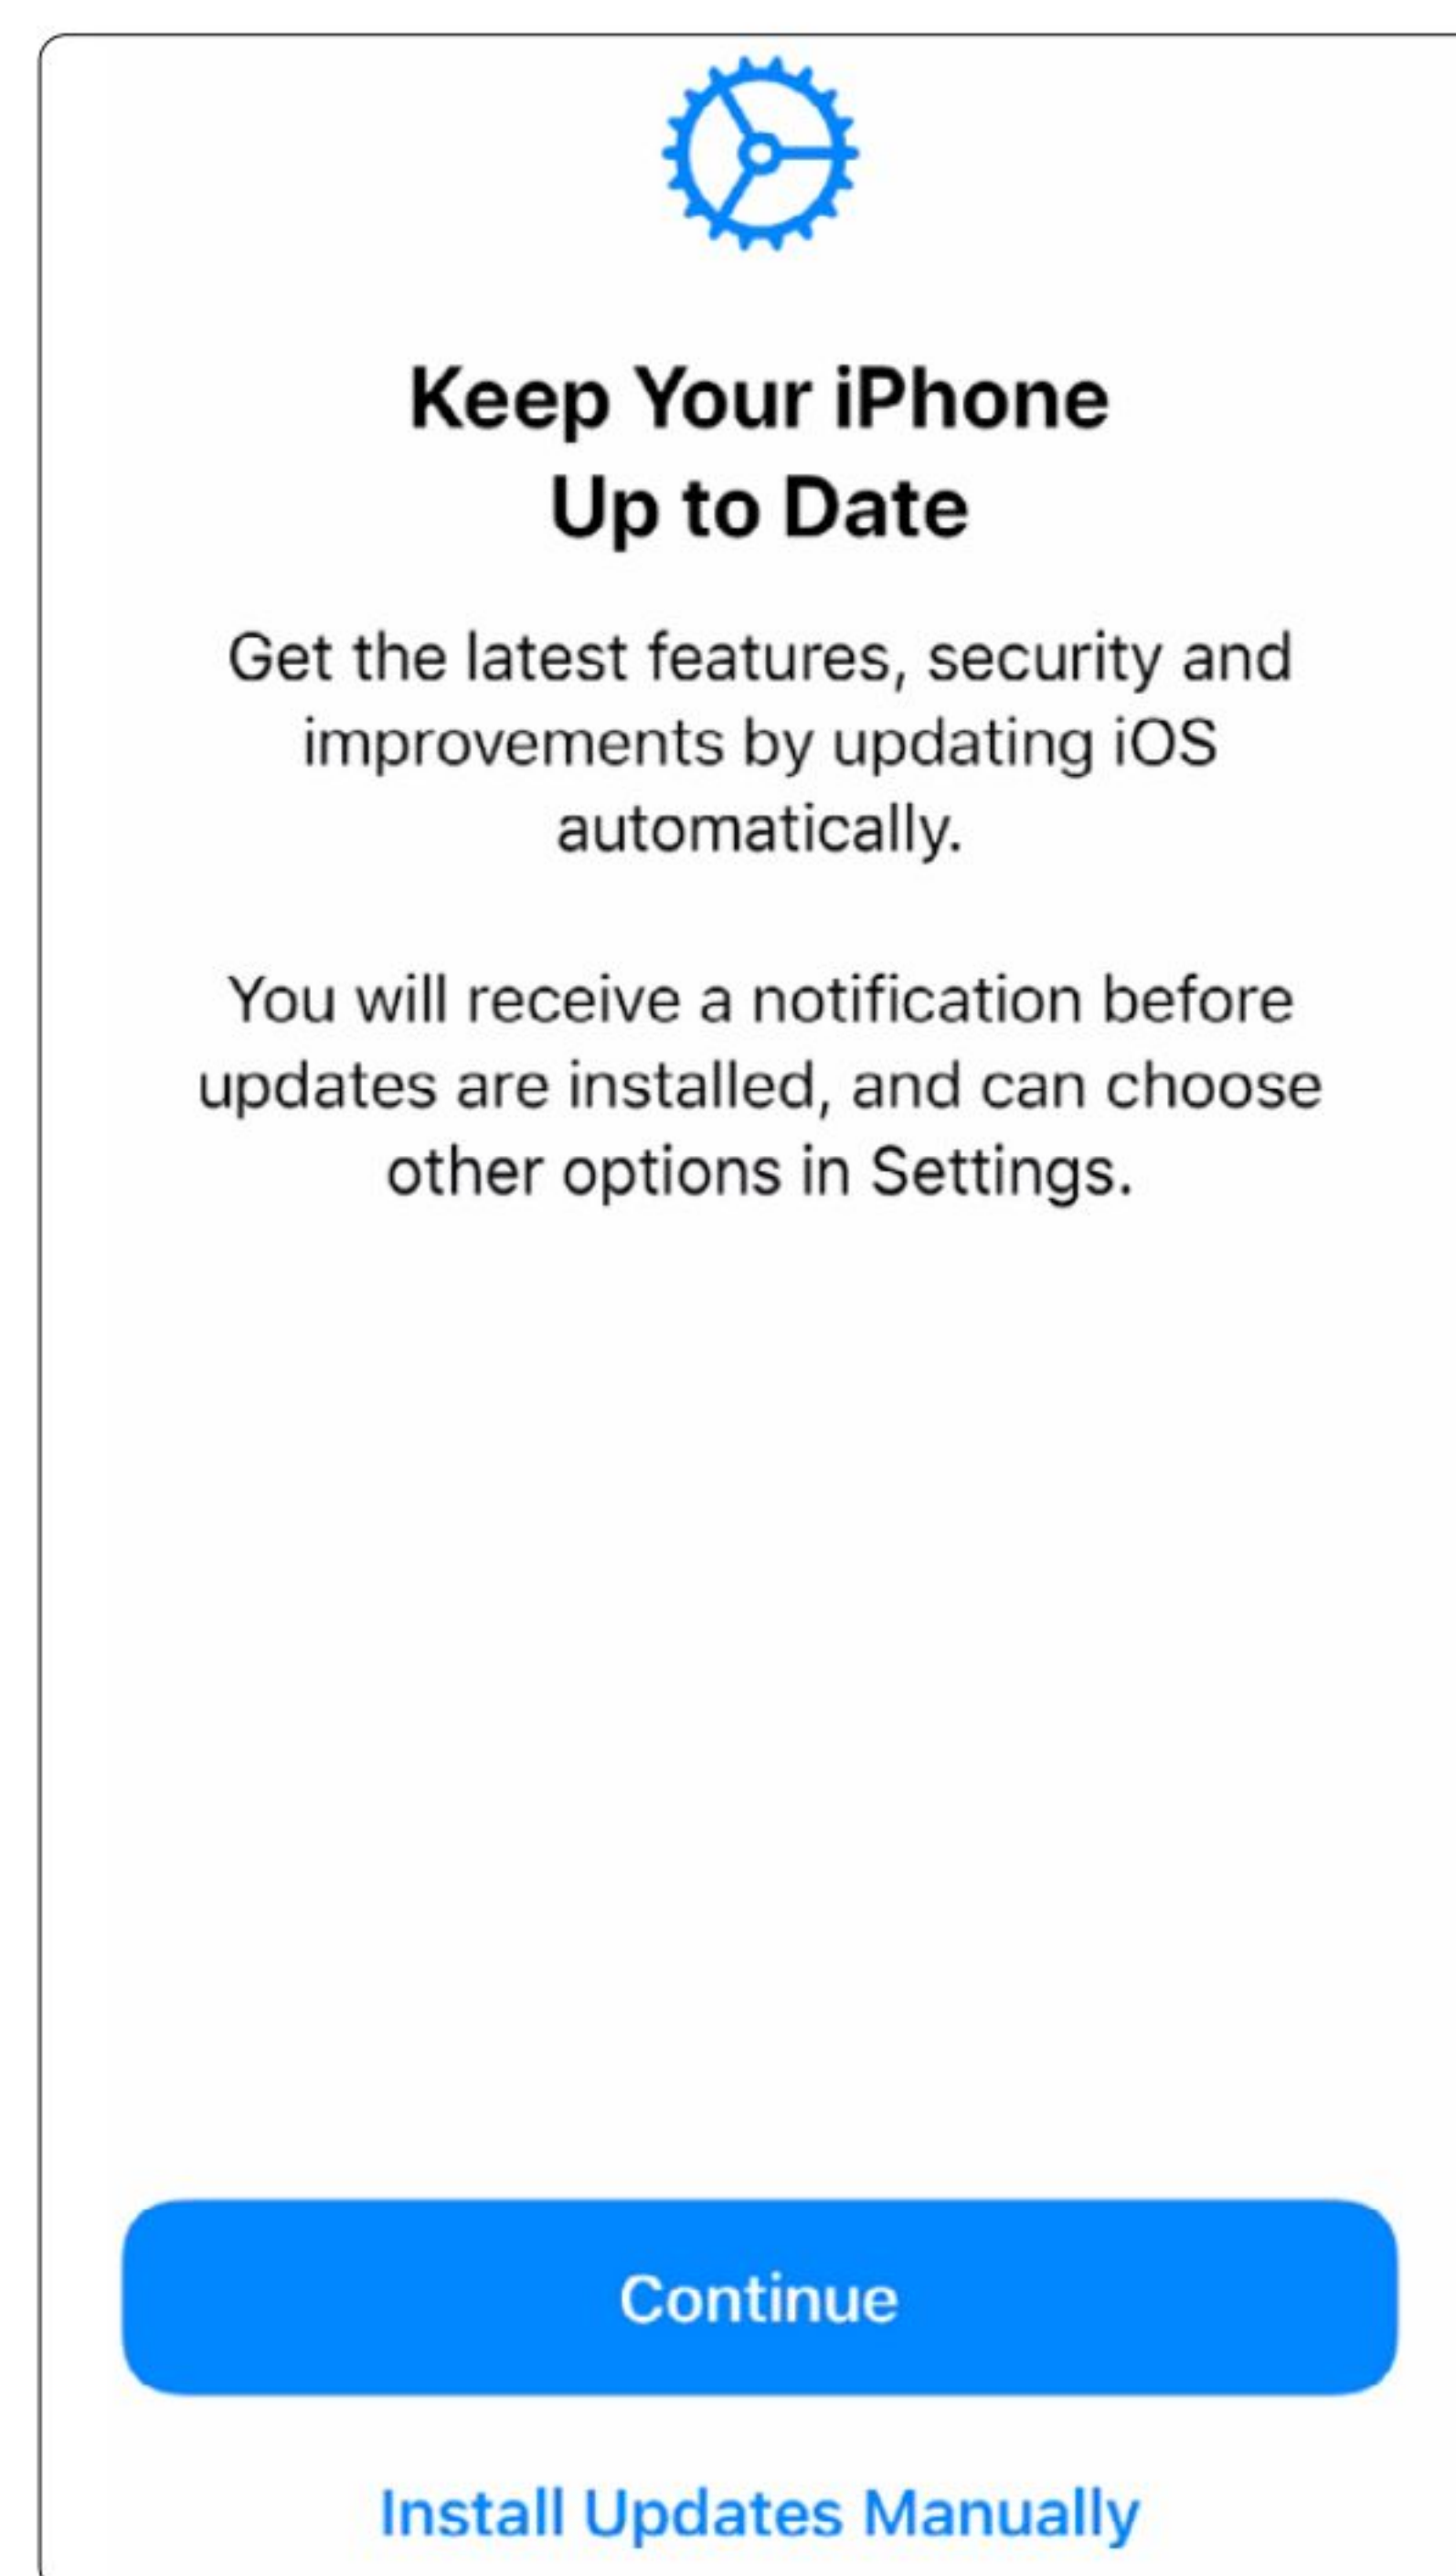 Keep Your iPhone
Up to Date
Get the latest features, security and
improvements by updating iOS
automatically.
You will receive a notification before
updates are installed, and can choose
other options in Settings.
Continue
Install Updates Manually